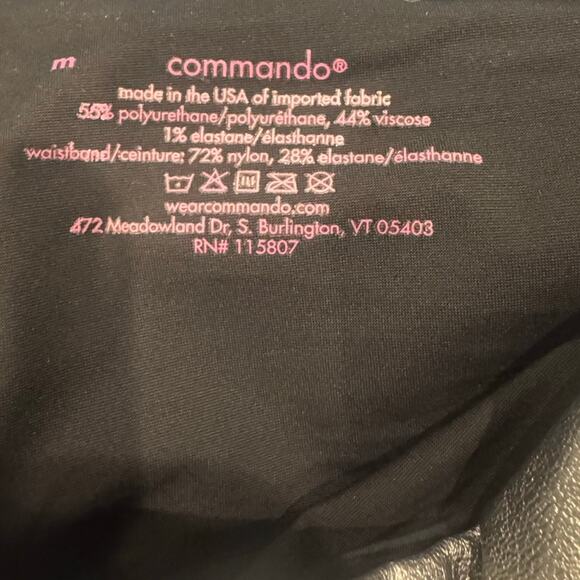 m
commando®
made in the USA of imported fabric
55% polyurethane/polyuréthane, 44% viscose
1% elastane/élasthanne
waistband/ceinture: 72% nylon, 28% elastane/élasthanne
wearcommando.com
472 Meadowland Dr, S. Burlington, VT 05403
RN# 115807